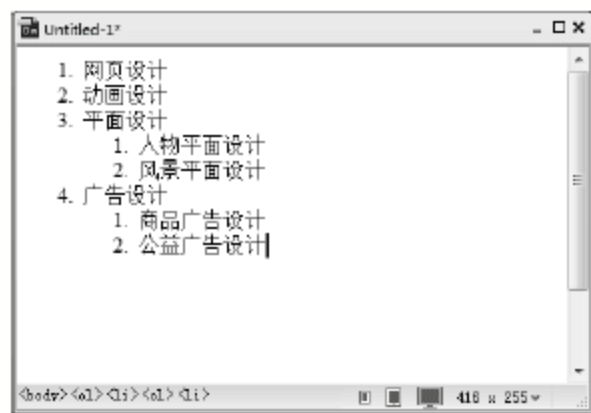 Untitled-1*
1. 网页设计
2. 动画设计
3. 平面设计
1. 人物平面设计
2. 风景平面设计
4. 广告设计
1. 商品广告设计
2. 公益广告设计
<body><ol><li><ol><li> 416 x 255